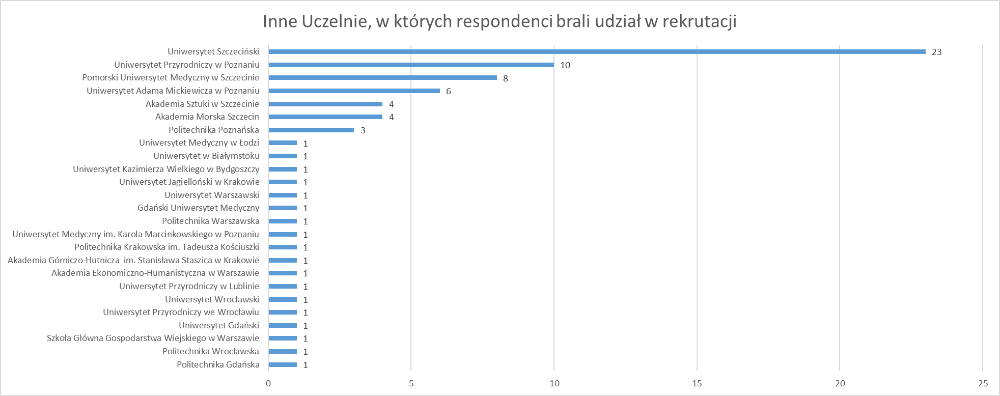 Inne Uczelnie, w których respondenci brali udział w rekrutacji
Uniwersytet Szczeciński 23
Uniwersytet Przyrodniczy w Poznaniu 10
Pomorski Uniwersytet Medyczny w Szczecinie 8
Uniwersytet Adama Mickiewicza w Poznaniu 6
Akademia Sztuki w Szczecinie 4
Akademia Morska Szczecin 4
Politechnika Poznańska 3
Uniwersytet Medyczny w Łodzi 1
Uniwersytet w Białymstoku 1
Uniwersytet Kazimierza Wielkiego w Bydgoszczy 1
Uniwersytet Jagielloński w Krakowie 1
Uniwersytet Warszawski 1
Gdański Uniwersytet Medyczny 1
Politechnika Warszawska 1
Uniwersytet Medyczny im. Karola Marcinkowskiego w Poznaniu 1
Politechnika Krakowska im. Tadeusza Kościuszki 1
Akademia Górniczo-Hutnicza  im. Stanisława Staszica w Krakowie 1
Akademia Ekonomiczno-Humanistyczna w Warszawie 1
Uniwersytet Przyrodniczy w Lublinie 1
Uniwersytet Wrocławski 1
Uniwersytet Przyrodniczy we Wrocławiu 1
Uniwersytet Gdański 1
Szkoła Główna Gospodarstwa Wiejskiego w Warszawie 1
Politechnika Wrocławska 1
Politechnika Gdańska 1
0 5 10 15 20 25